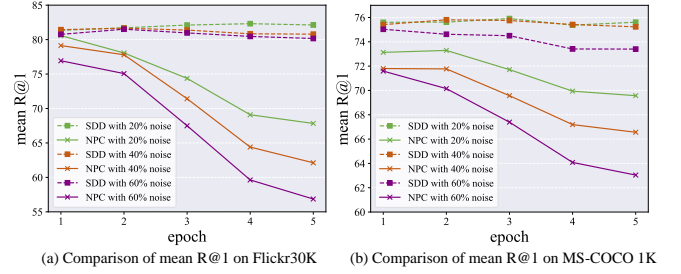 85
80
75
70
65
60
55
mean R@1
SDD with 20% noise
NPC with 20% noise
SDD with 40% noise
NPC with 40% noise
SDD with 60% noise
NPC with 60% noise
1 2 3 4 5
epoch
(a) Comparison of mean R@1 on Flickr30K
76
74
72
70
68
66
64
62
60
mean R@1
SDD with 20% noise
NPC with 20% noise
SDD with 40% noise
NPC with 40% noise
SDD with 60% noise
NPC with 60% noise
1 2 3 4 5
epoch
(b) Comparison of mean R@1 on MS-COCO 1K